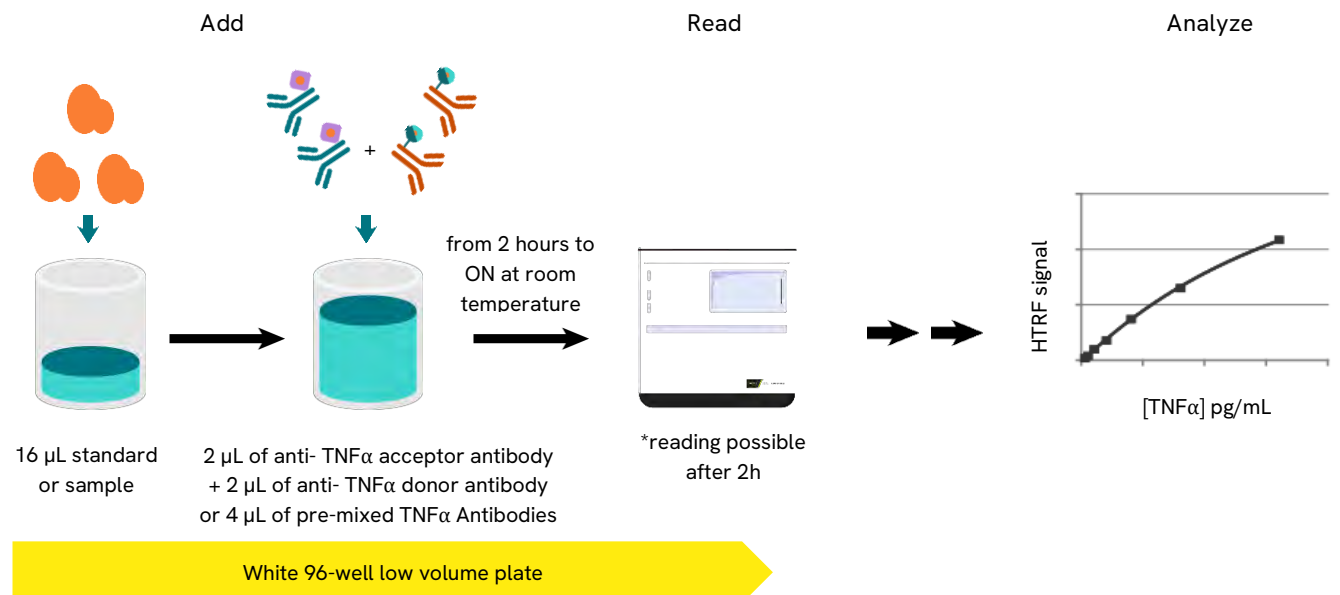 Add
Read
Analyze
+
from 2 hours to
ON at room
temperature
HTRF signal
[TNFα] pg/mL
16 µL standard
or sample
2 µL of anti- TNFα acceptor antibody
+ 2 µL of anti- TNFα donor antibody
or 4 µL of pre-mixed TNFα Antibodies
*reading possible
after 2h
White 96-well low volume plate